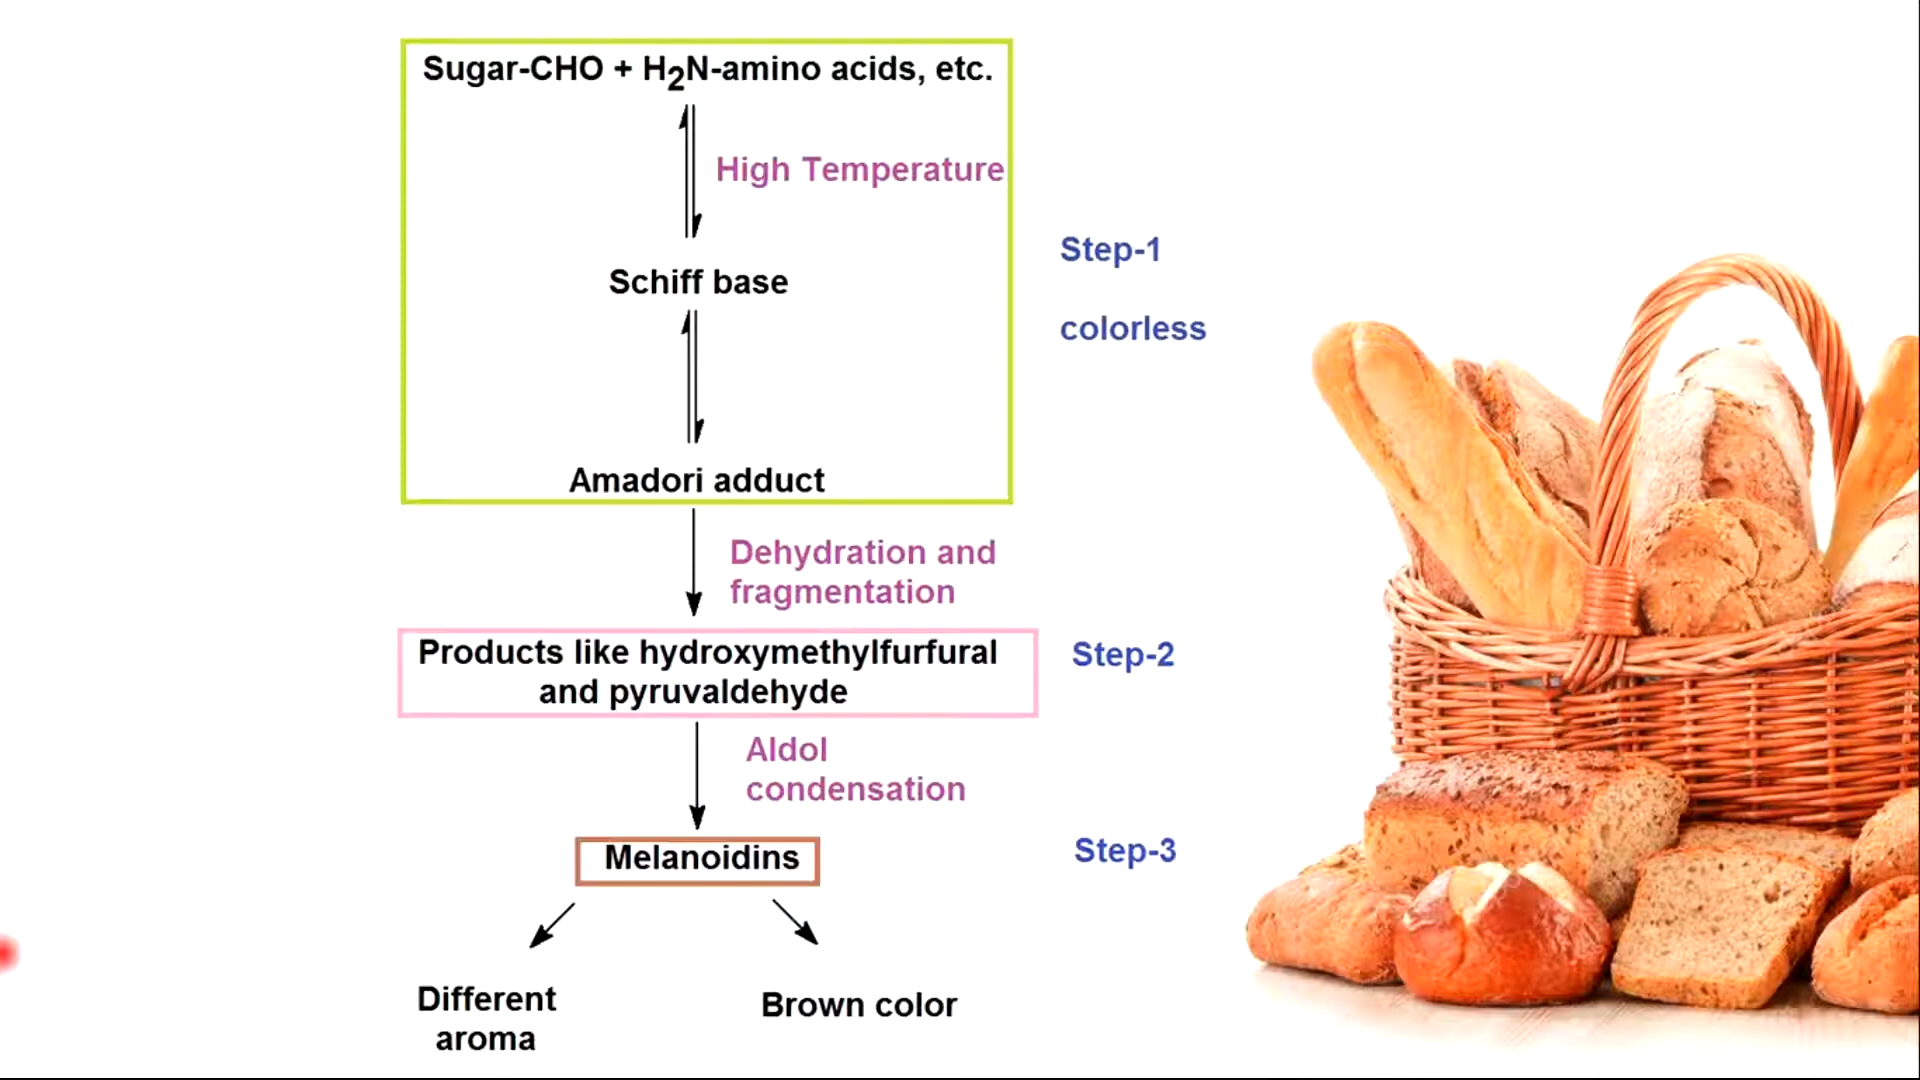 Sugar-CHO + H₂N-amino acids, etc.
High Temperature
Step-1
Schiff base
colorless
Amadori adduct
Dehydration and
fragmentation
Products like hydroxymethylfurfural
and pyruvaldehyde
Step-2
Aldol
condensation
Melanoidins
Step-3
Different
aroma
Brown color